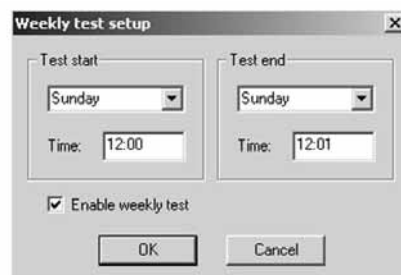 Weekly test setup
Test start Test end
Sunday Sunday
Time: 12:00 Time: 12:01
Enable weekly test
OK Cancel